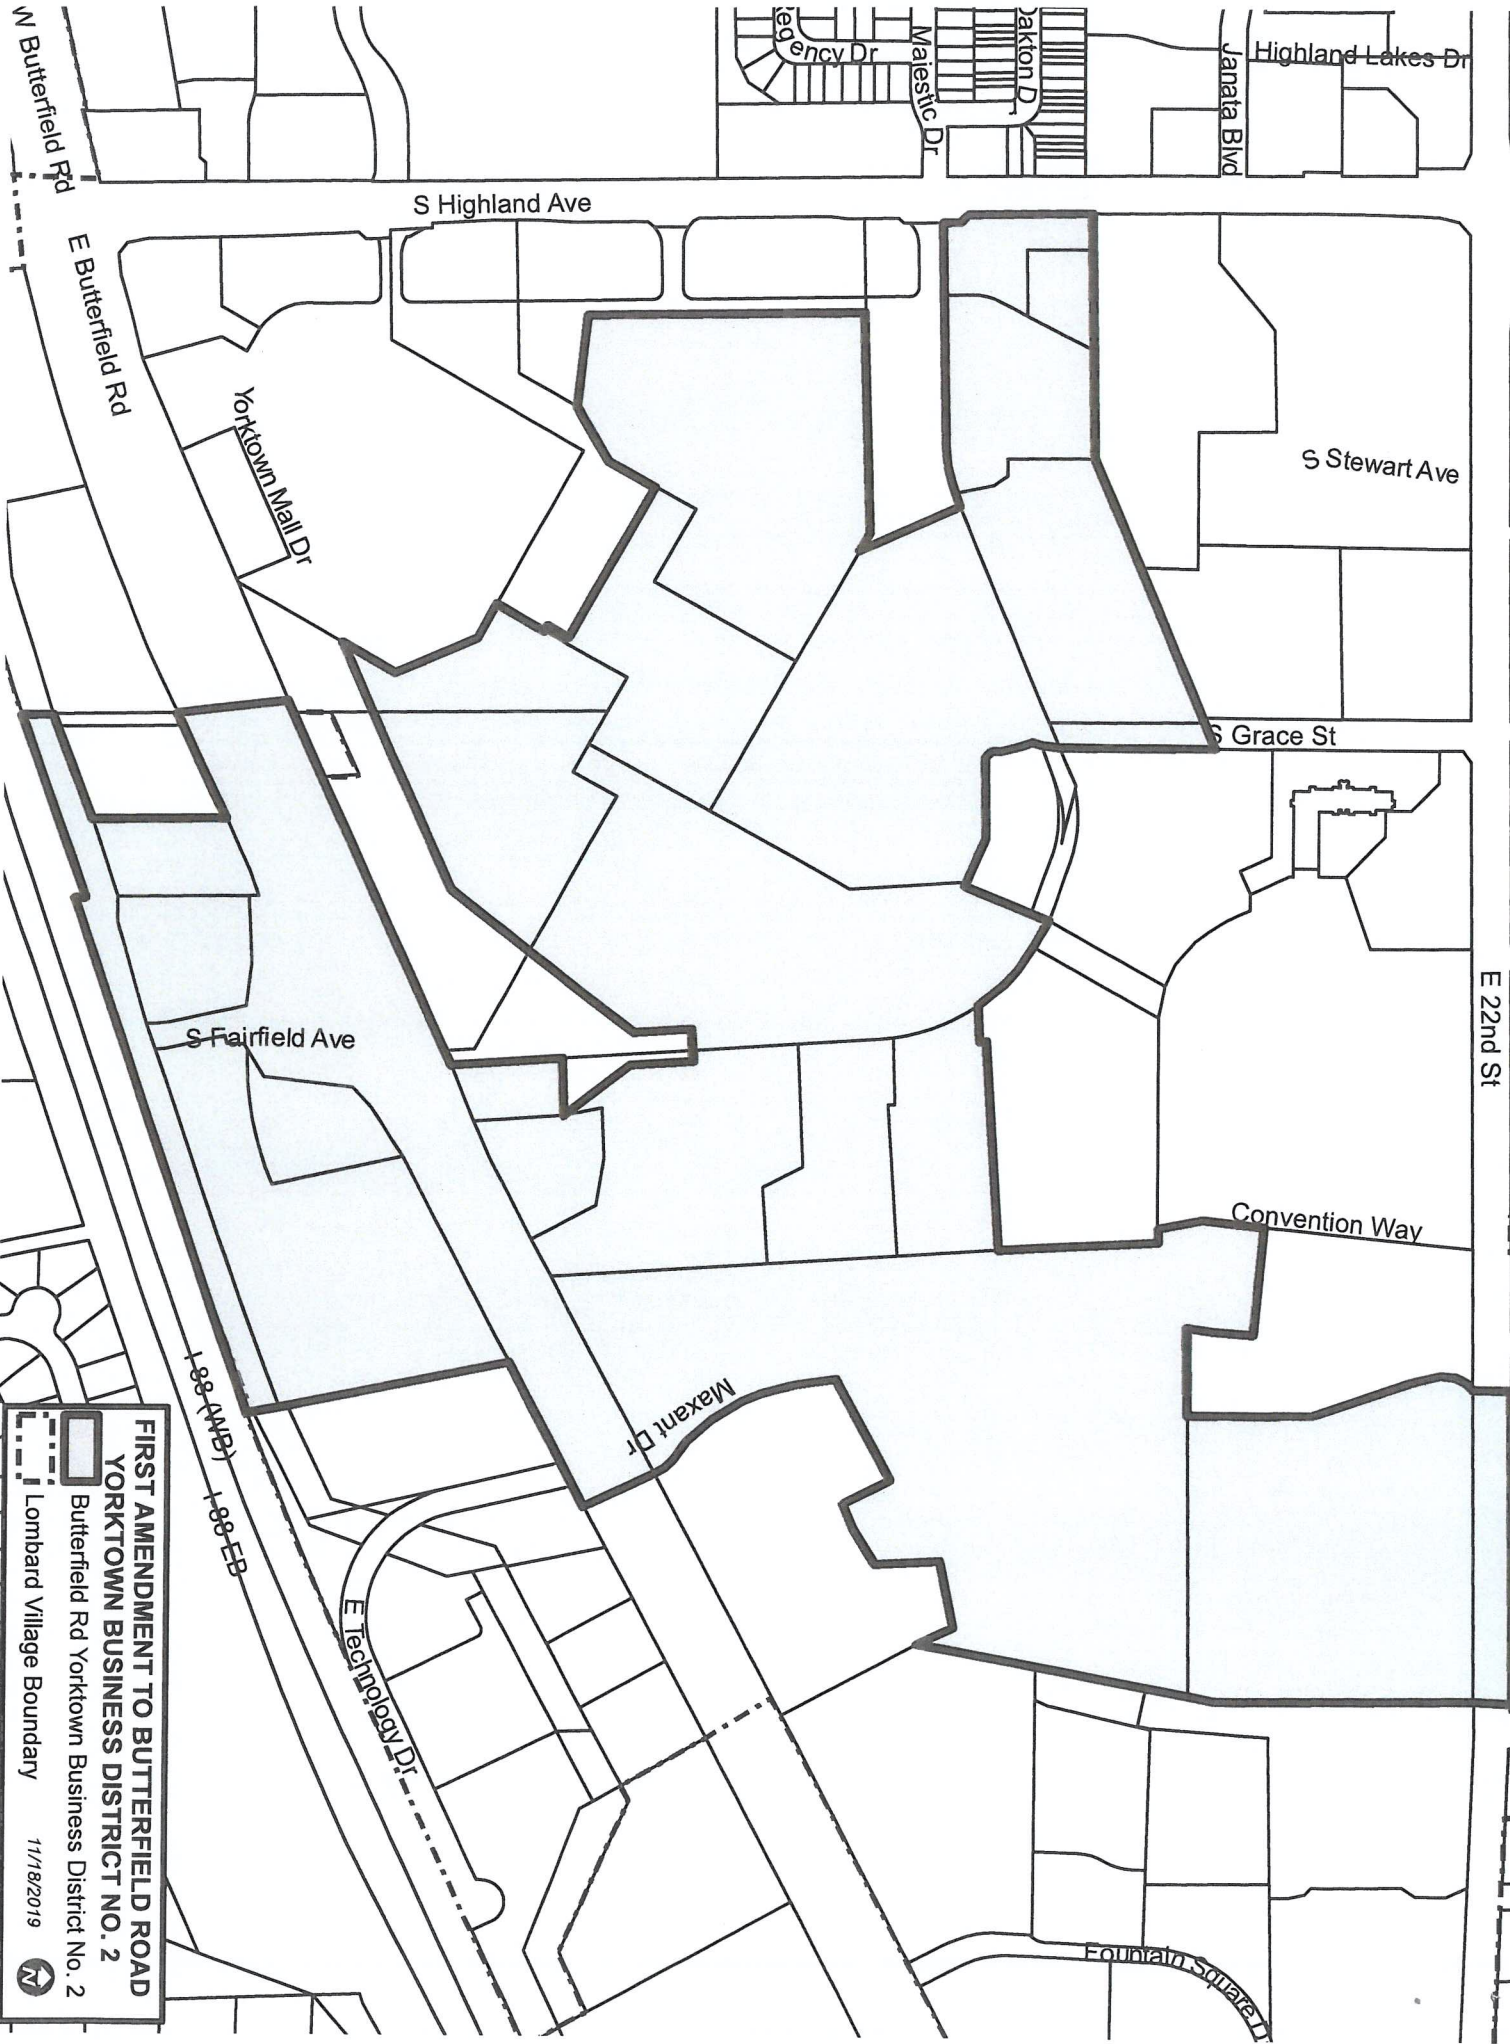 W Butterfield Rd
E Butterfield Rd
S Highland Ave
egency Dr
Majestic Dr
Oakton D
r
Janata Blvd
Highland Lakes Dr
Yorktown Mall Dr
S Stewart Ave
S Grace St
E 22nd St
S Fairfield Ave
Convention Way
Maxant Dr
I-88 (WB)
I-88 EB
E Technology Dr
Fountain Square D
FIRST AMENDMENT TO BUTTERFIELD ROAD
YORKTOWN BUSINESS DISTRICT NO. 2
Butterfield Rd Yorktown Business District No. 2
Lombard Village Boundary 11/18/2019
N